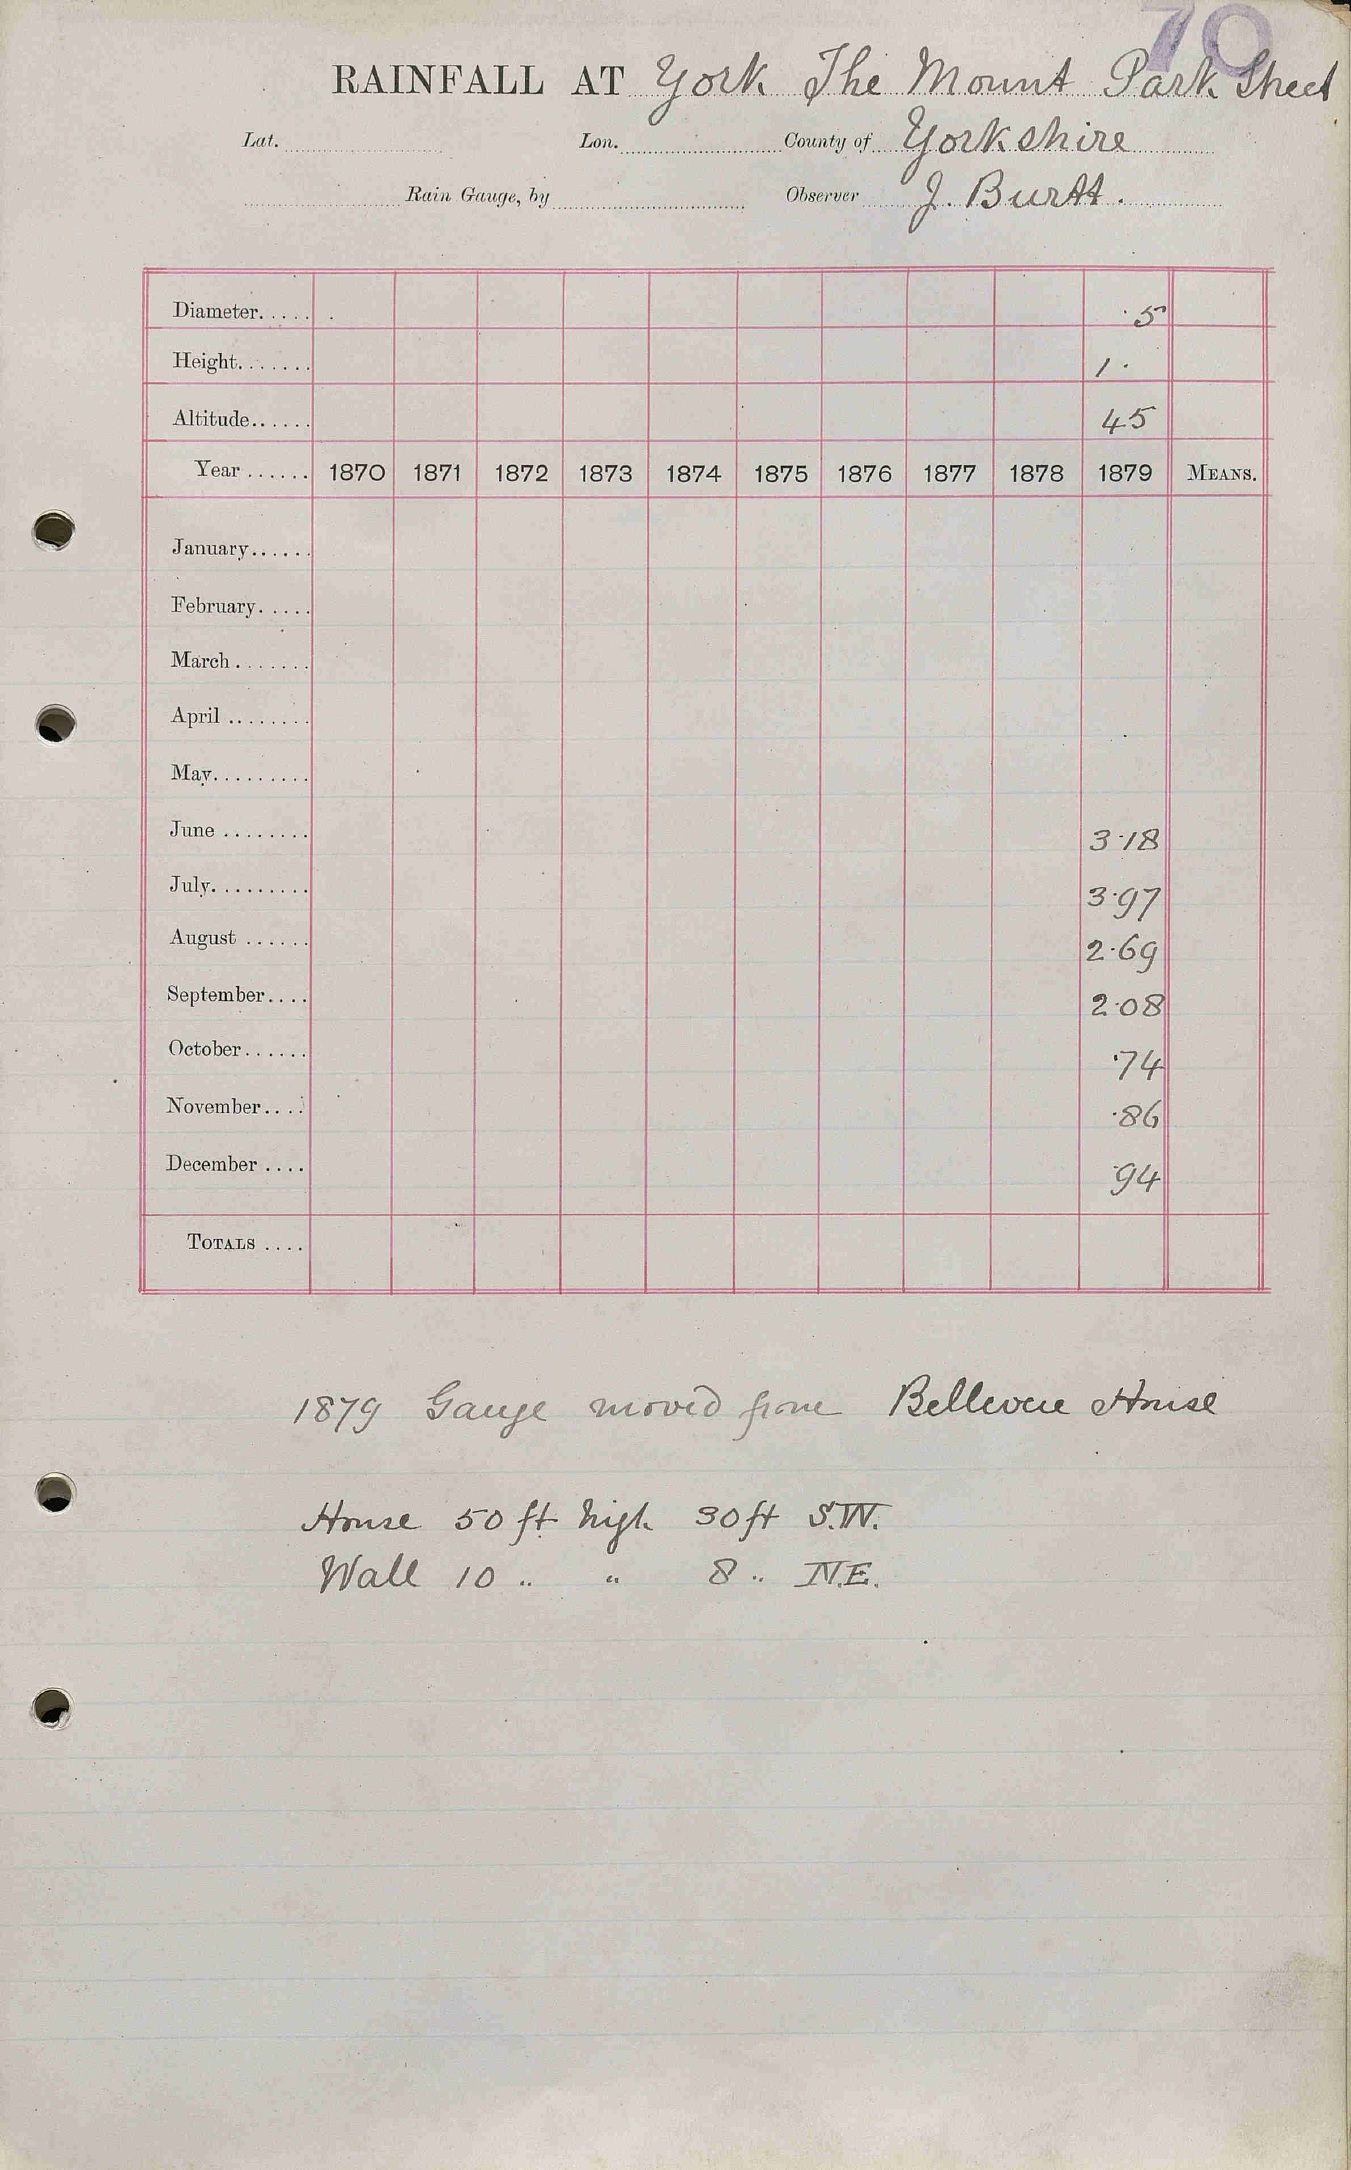 70
RAINFALL AT York The Mount Park Street
Lat. Lon. County of Yorkshire
Rain Gauge, by Observer J. Burtt.
Diameter..... ·5
Height....... 1·
Altitude...... 45
Year ...... 1870 1871 1872 1873 1874 1875 1876 1877 1878 1879 MEANS.
January......
February.....
March.......
April ........
May.........
June ........ 3·18
July......... 3·97
August ...... 2·69
September.... 2·08
October...... ·74
November.... ·86
December .... ·94
TOTALS ....
1879 Gauge moved from Bellevue House
House 50 ft high 30 ft S.W.
Wall 10 " " 8 " N.E.